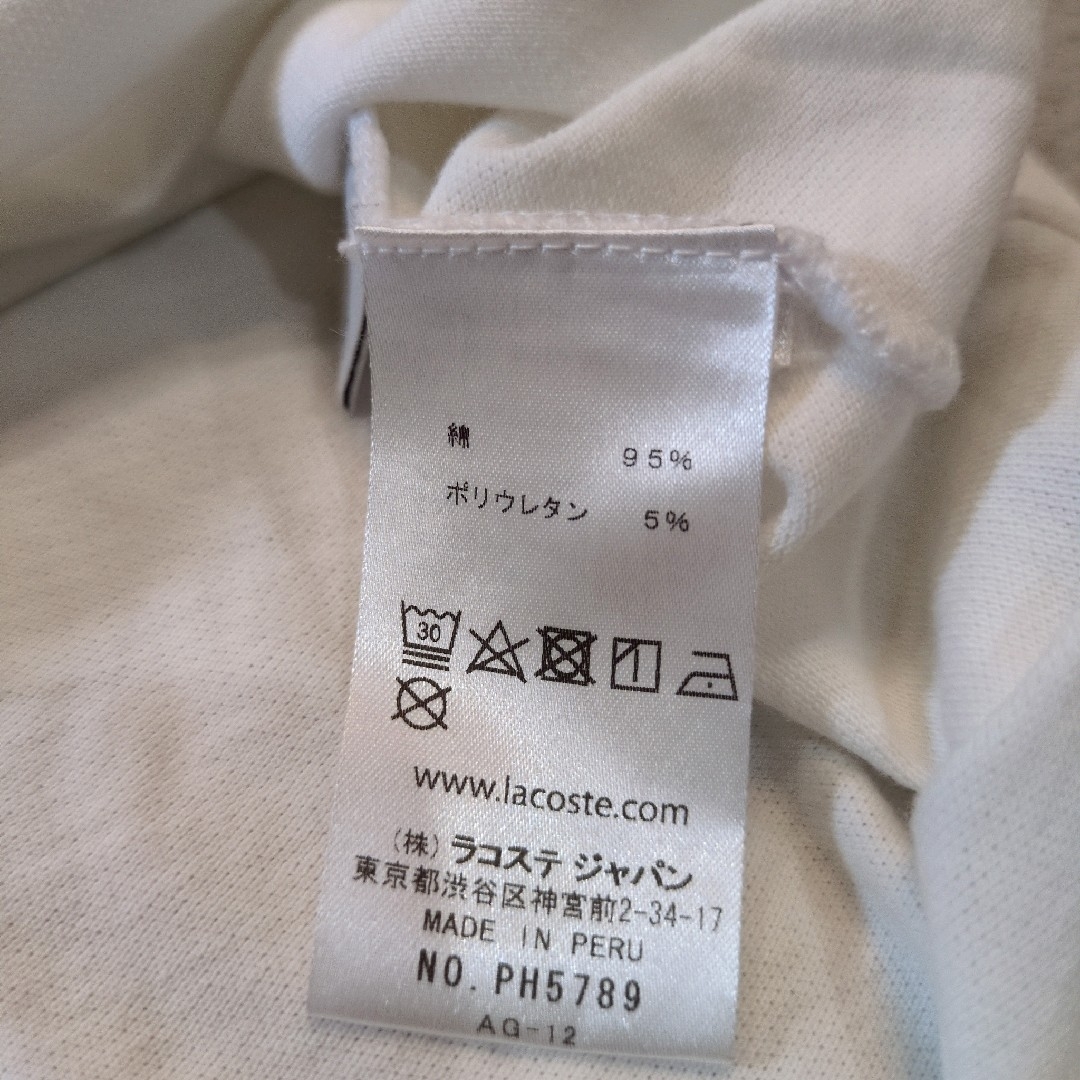 綿 95%
ポリウレタン 5%
30
www.lacoste.com
(株) ラコステ ジャパン
東京都渋谷区神宮前2-34-17
MADE IN PERU
NO. PH5789
AG-12